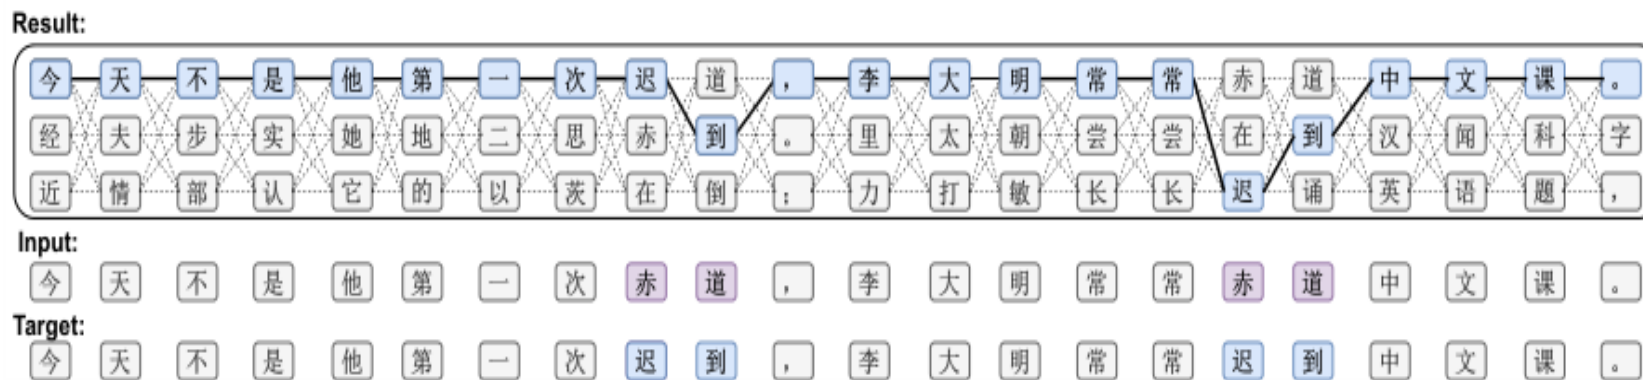 Result:
今 天 不 是 他 第 一 次 迟 道 , 李 大 明 常 常 赤 道 中 文 课 。
经 夫 步 实 她 地 二 思 赤 到 。 里 太 朝 尝 尝 在 到 汉 闻 科 字
近 情 部 认 它 的 以 茨 在 倒 ; 力 打 敏 长 长 迟 诵 英 语 题 ,
Input:
今 天 不 是 他 第 一 次 赤 道 , 李 大 明 常 常 赤 道 中 文 课 。
Target:
今 天 不 是 他 第 一 次 迟 到 , 李 大 明 常 常 迟 到 中 文 课 。